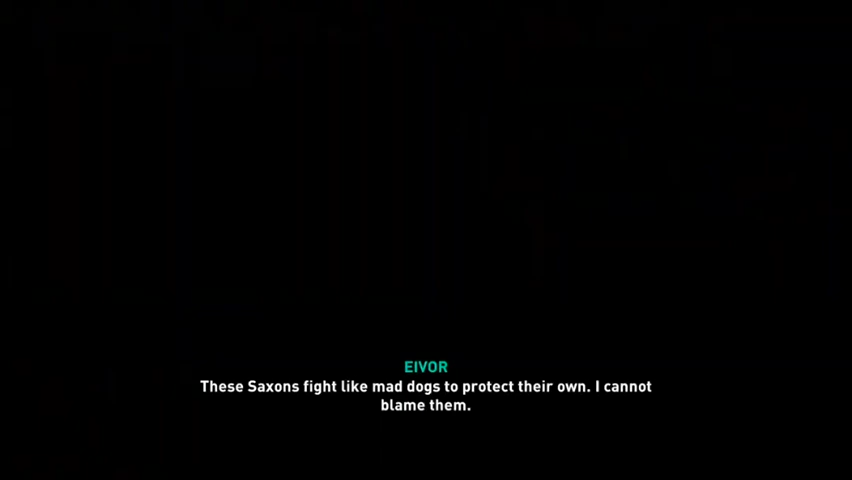 EIVOR
These Saxons fight like mad dogs to protect their own. I cannot
blame them.